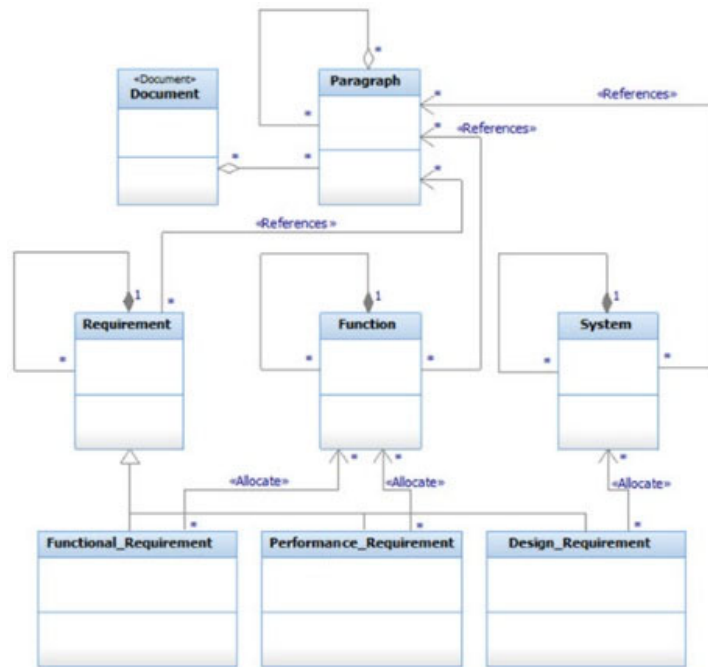 «Document»
Document
Paragraph
*
*
*
*
*
*
*
«References»
«References»
«References»
*
*
*
Requirement
1
*
Function
1
*
System
1
*
«Allocate»
*
*
«Allocate»
*
*
«Allocate»
*
*
Functional_Requirement
Performance_Requirement
Design_Requirement